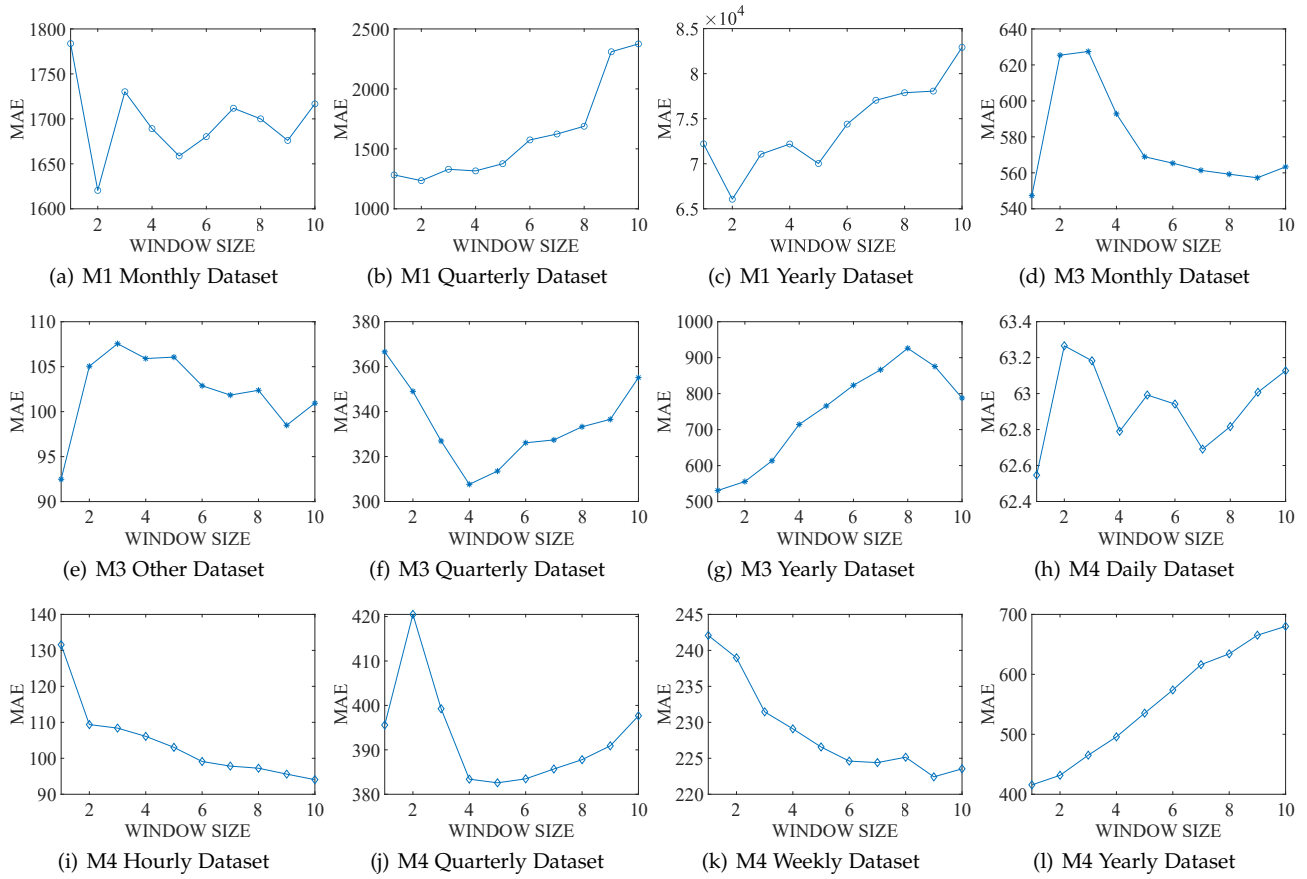 ×10⁴
1800
1750
1700
1650
1600
MAE
2 4 6 8 10
WINDOW SIZE
(a) M1 Monthly Dataset
2500
2000
1500
1000
MAE
2 4 6 8 10
WINDOW SIZE
(b) M1 Quarterly Dataset
8.5
8
7.5
7
6.5
MAE
2 4 6 8 10
WINDOW SIZE
(c) M1 Yearly Dataset
640
620
600
580
560
540
MAE
2 4 6 8 10
WINDOW SIZE
(d) M3 Monthly Dataset
110
105
100
95
90
MAE
2 4 6 8 10
WINDOW SIZE
(e) M3 Other Dataset
380
360
340
320
300
MAE
2 4 6 8 10
WINDOW SIZE
(f) M3 Quarterly Dataset
1000
900
800
700
600
500
MAE
2 4 6 8 10
WINDOW SIZE
(g) M3 Yearly Dataset
63.4
63.2
63
62.8
62.6
62.4
MAE
2 4 6 8 10
WINDOW SIZE
(h) M4 Daily Dataset
140
130
120
110
100
90
MAE
2 4 6 8 10
WINDOW SIZE
(i) M4 Hourly Dataset
420
410
400
390
380
MAE
2 4 6 8 10
WINDOW SIZE
(j) M4 Quarterly Dataset
245
240
235
230
225
220
MAE
2 4 6 8 10
WINDOW SIZE
(k) M4 Weekly Dataset
700
600
500
400
MAE
2 4 6 8 10
WINDOW SIZE
(l) M4 Yearly Dataset